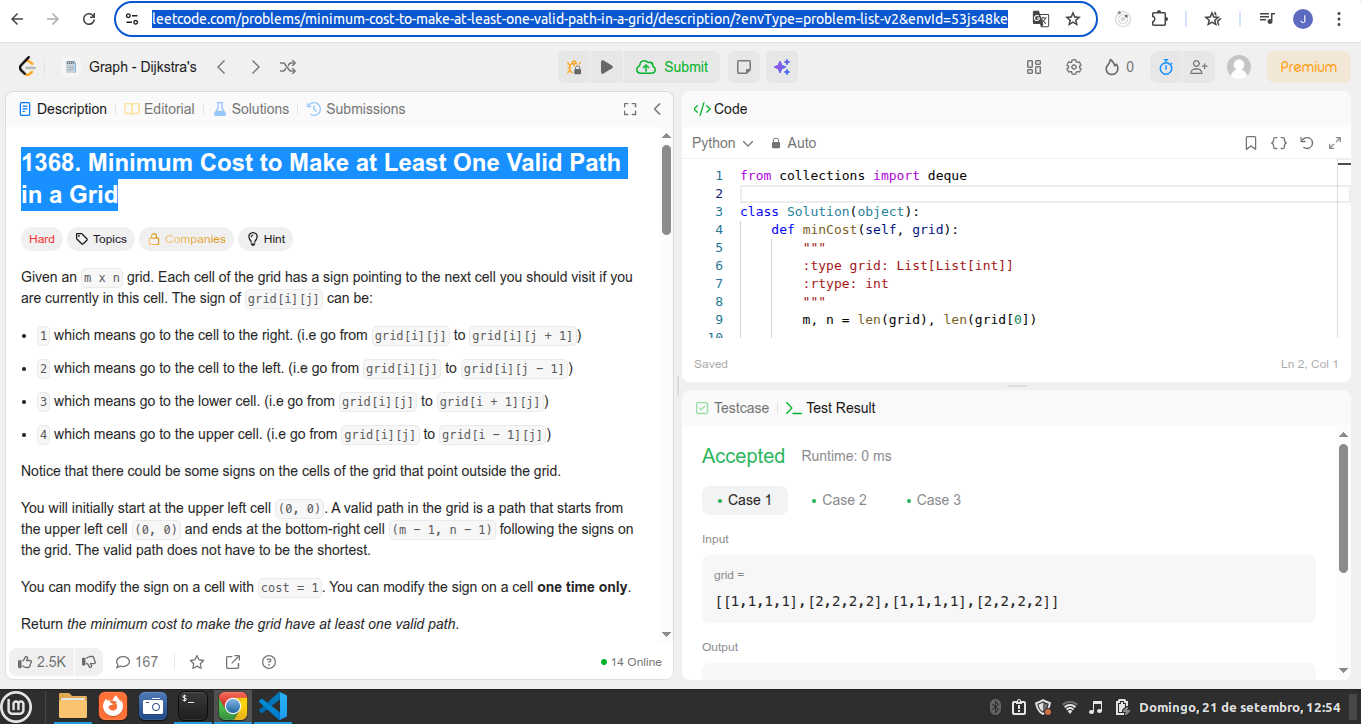 leetcode.com/problems/minimum-cost-to-make-at-least-one-valid-path-in-a-grid/description/?envType=problem-list-v2&envId=53js48ke
J
Graph - Dijkstra's
Submit
0
Premium
Description
Editorial
Solutions
Submissions
1368. Minimum Cost to Make at Least One Valid Path
in a Grid
Hard
Topics
Companies
Hint
Given an m x n grid. Each cell of the grid has a sign pointing to the next cell you should visit if you
are currently in this cell. The sign of grid[i][j] can be:
• 1 which means go to the cell to the right. (i.e go from grid[i][j] to grid[i][j + 1])
• 2 which means go to the cell to the left. (i.e go from grid[i][j] to grid[i][j - 1])
• 3 which means go to the lower cell. (i.e go from grid[i][j] to grid[i + 1][j])
• 4 which means go to the upper cell. (i.e go from grid[i][j] to grid[i - 1][j])
Notice that there could be some signs on the cells of the grid that point outside the grid.
You will initially start at the upper left cell (0, 0). A valid path in the grid is a path that starts from
the upper left cell (0, 0) and ends at the bottom-right cell (m - 1, n - 1) following the signs on
the grid. The valid path does not have to be the shortest.
You can modify the sign on a cell with cost = 1. You can modify the sign on a cell one time only.
Return the minimum cost to make the grid have at least one valid path.
2.5K
167
14 Online
</> Code
Python
Auto
1 from collections import deque
2
3 class Solution(object):
4 def minCost(self, grid):
5 """
6 :type grid: List[List[int]]
7 :rtype: int
8 """
9 m, n = len(grid), len(grid[0])
10
Saved
Ln 2, Col 1
Testcase
Test Result
Accepted
Runtime: 0 ms
• Case 1
• Case 2
• Case 3
Input
grid =
[[1,1,1,1],[2,2,2,2],[1,1,1,1],[2,2,2,2]]
Output
Domingo, 21 de setembro, 12:54